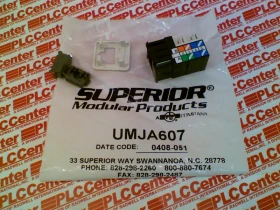 PLCCenter
SUPERIOR
Modular Products
UMJA607
DATE CODE: 0408-051
33 SUPERIOR WAY SWANNANOA, N.C. 28778
PHONE: 828-298-2260 800-880-7674
FAX: 828-298-2487